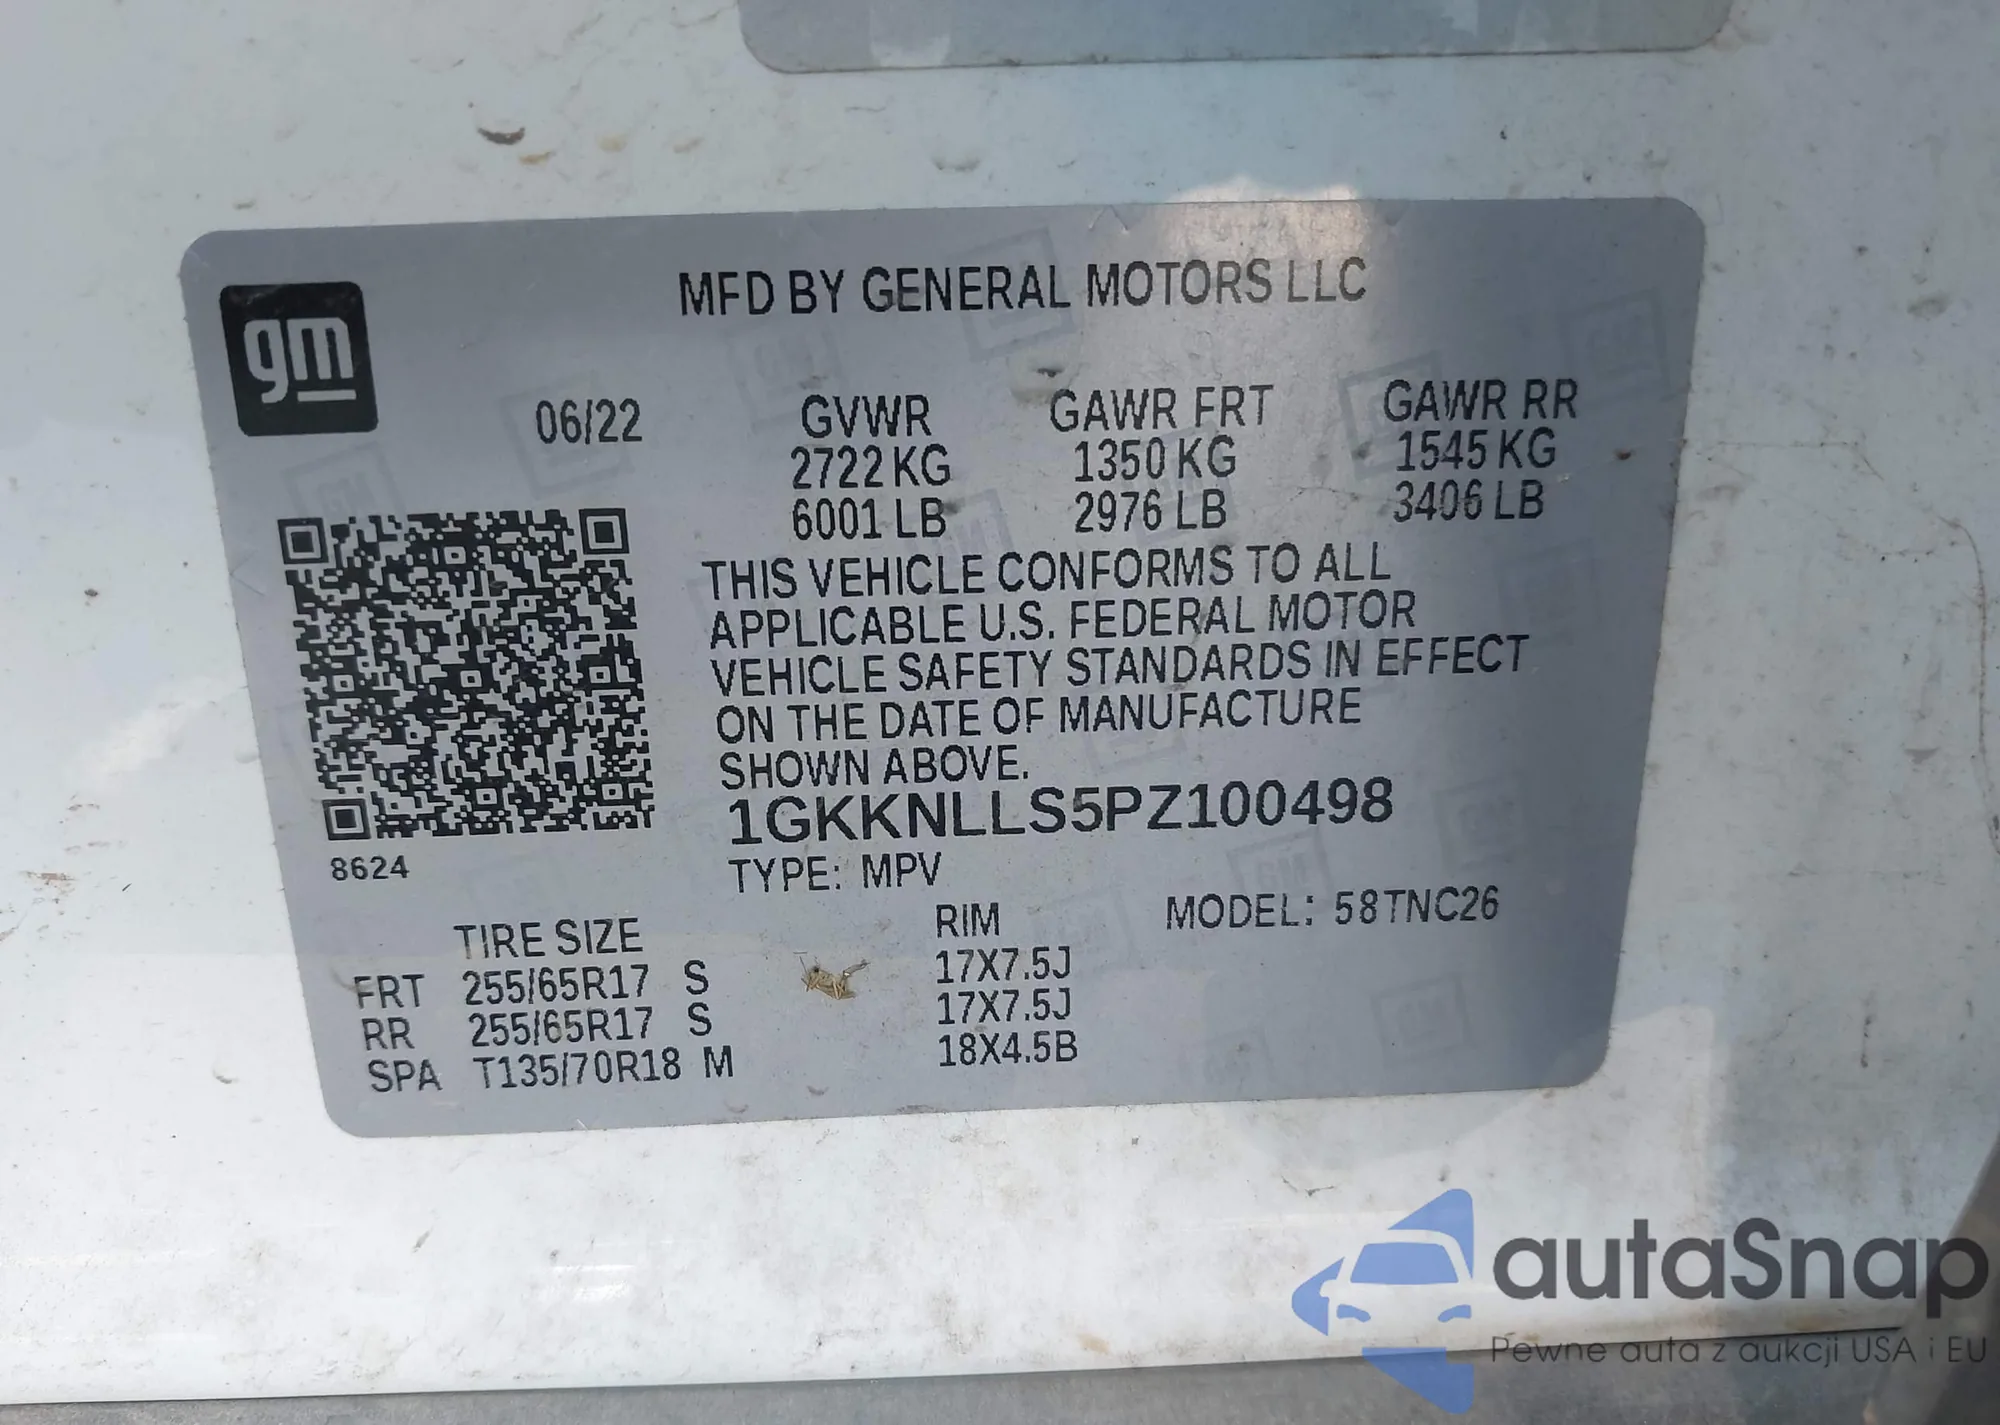 MFD BY GENERAL MOTORS LLC
gm
06/22 GVWR GAWR FRT GAWR RR
2722 KG 1350 KG 1545 KG
6001 LB 2976 LB 3406 LB
THIS VEHICLE CONFORMS TO ALL
APPLICABLE U.S. FEDERAL MOTOR
VEHICLE SAFETY STANDARDS IN EFFECT
ON THE DATE OF MANUFACTURE
SHOWN ABOVE.
1GKKNLLS5PZ100498
8624
TYPE: MPV
TIRE SIZE RIM MODEL: 58TNC26
FRT 255/65R17 S 17X7.5J
RR 255/65R17 S 17X7.5J
SPA T135/70R18 M 18X4.5B
autaSnap
Pewne auta z aukcji USA i EU